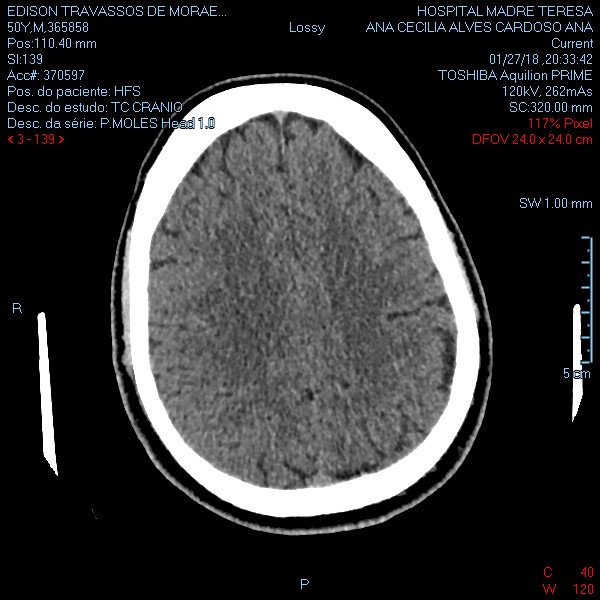 EDISON TRAVASSOS DE MORAE...
50Y,M,365858
Pos:110.40 mm
SI:139
Acc#: 370597
Pos. do paciente: HFS
Desc. do estudo: TC CRANIO
Desc. da série: P.MOLES Head 1.0
< 3 - 139 >
Lossy
HOSPITAL MADRE TERESA
ANA CECILIA ALVES CARDOSO ANA
Current
01/27/18 ,20:33:42
TOSHIBA Aquilion PRIME
120kV, 262mAs
SC:320.00 mm
117% Pixel
DFOV 24.0 x 24.0 cm
SW 1.00 mm
R
5 cm
P
C 40
W 120